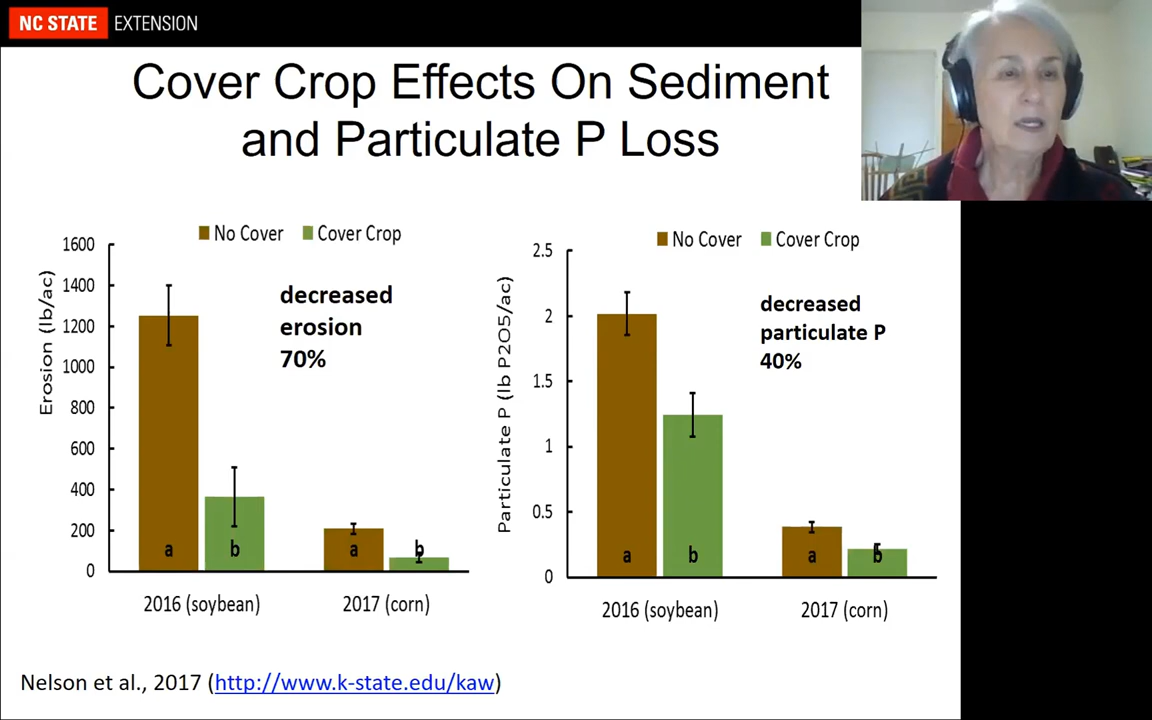 NC STATE EXTENSION
Cover Crop Effects On Sediment
and Particulate P Loss
No Cover Cover Crop
Erosion (lb/ac)
1600
1400
1200
1000
800
600
400
200
0
decreased
erosion
70%
a b a b
2016 (soybean) 2017 (corn)
No Cover Cover Crop
Particulate P (lb P2O5/ac)
2.5
2
1.5
1
0.5
0
decreased
particulate P
40%
a b a b
2016 (soybean) 2017 (corn)
Nelson et al., 2017 (http://www.k-state.edu/kaw)